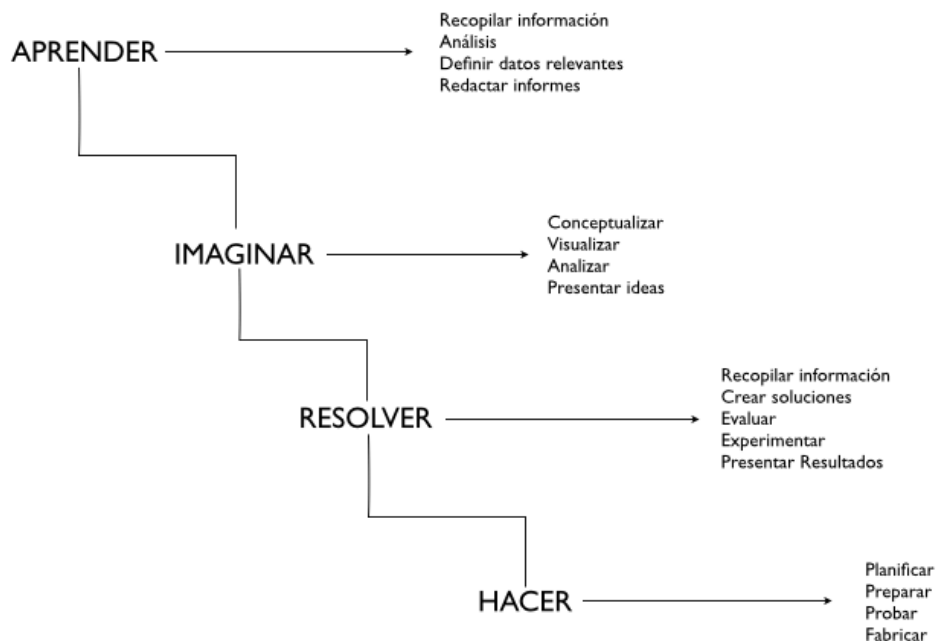 APRENDER
Recopilar información
Análisis
Definir datos relevantes
Redactar informes
IMAGINAR
Conceptualizar
Visualizar
Analizar
Presentar ideas
RESOLVER
Recopilar información
Crear soluciones
Evaluar
Experimentar
Presentar Resultados
HACER
Planificar
Preparar
Probar
Fabricar